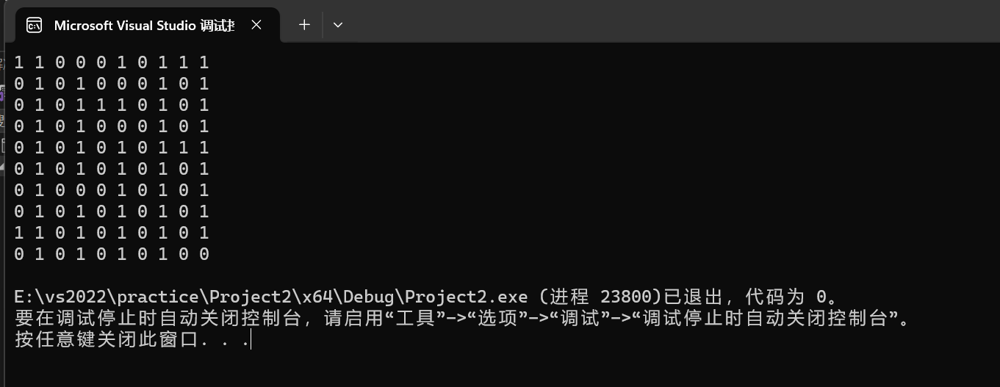 Microsoft Visual Studio 调试
1 1 0 0 0 1 0 1 1 1
0 1 0 1 0 0 0 1 0 1
0 1 0 1 1 1 0 1 0 1
0 1 0 1 0 0 0 1 0 1
0 1 0 1 0 1 0 1 1 1
0 1 0 1 0 1 0 1 0 1
0 1 0 0 0 1 0 1 0 1
0 1 0 1 0 1 0 1 0 1
1 1 0 1 0 1 0 1 0 1
0 1 0 1 0 1 0 1 0 0
E:\vs2022\practice\Project2\x64\Debug\Project2.exe (进程 23800)已退出，代码为 0。
要在调试停止时自动关闭控制台，请启用“工具”->“选项”->“调试”->“调试停止时自动关闭控制台”。
按任意键关闭此窗口. . .